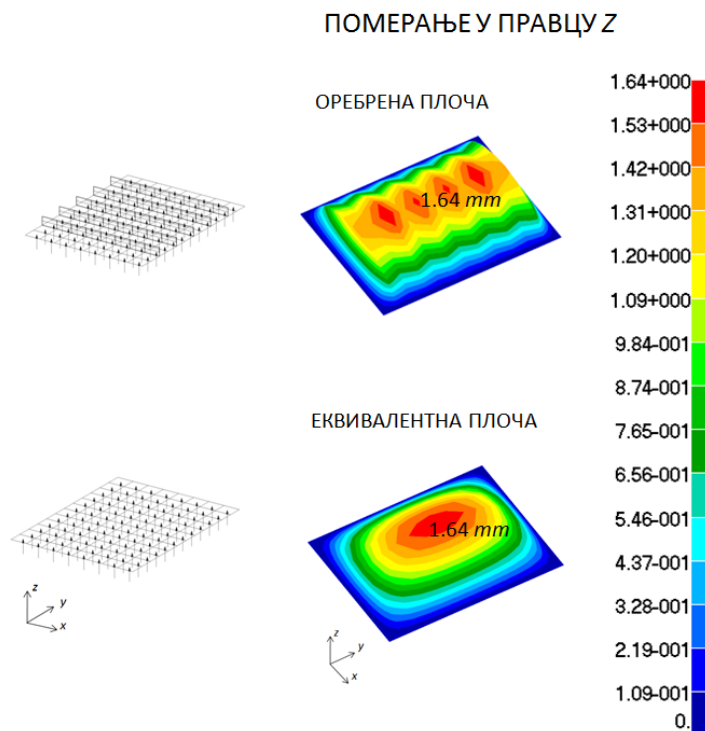 ПОМЕРАЊЕ У ПРАВЦУ Z
ОРЕБРЕНА ПЛОЧА
1.64 mm
ЕКВИВАЛЕНТНА ПЛОЧА
1.64 mm
z
y
x
z
y
x
1.64+000
1.53+000
1.42+000
1.31+000
1.20+000
1.09+000
9.84-001
8.74-001
7.65-001
6.56-001
5.46-001
4.37-001
3.28-001
2.19-001
1.09-001
0.